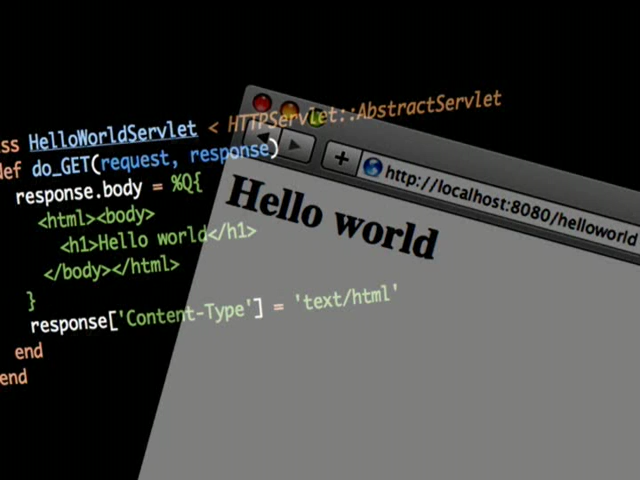 ss HelloWorldServlet < HTTPServlet::AbstractServlet
ef do_GET(request, response)
response.body = %Q{
<html><body>
<h1>Hello world</h1>
</body></html>
}
response['Content-Type'] = 'text/html'
end
end
http://localhost:8080/helloworld
Hello world